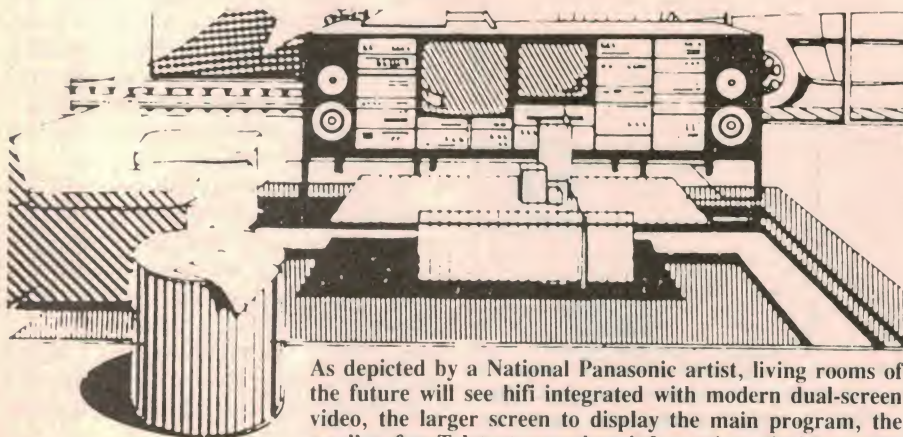 As depicted by a National Panasonic artist, living rooms of
the future will see hifi integrated with modern dual-screen
video, the larger screen to display the main program, the